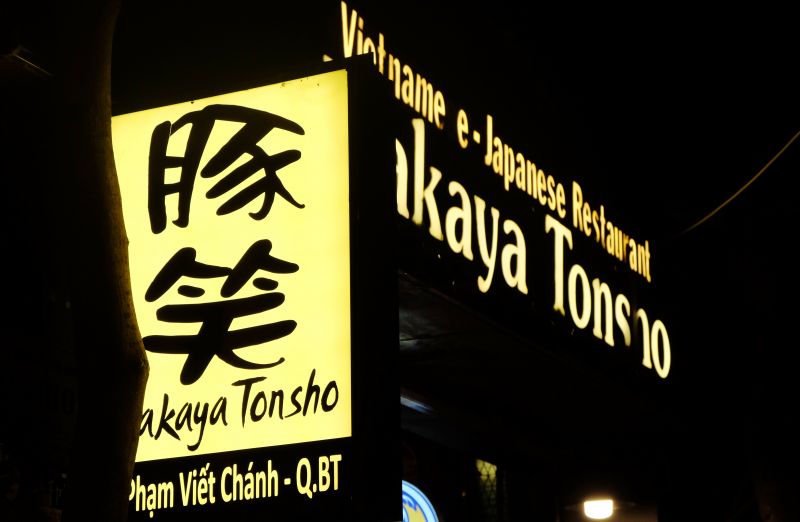 豚
笑
akaya Tonsho
Phạm Viết Chánh - Q.BT
Vietname e - Japanese Restaurant
akaya Tonsho